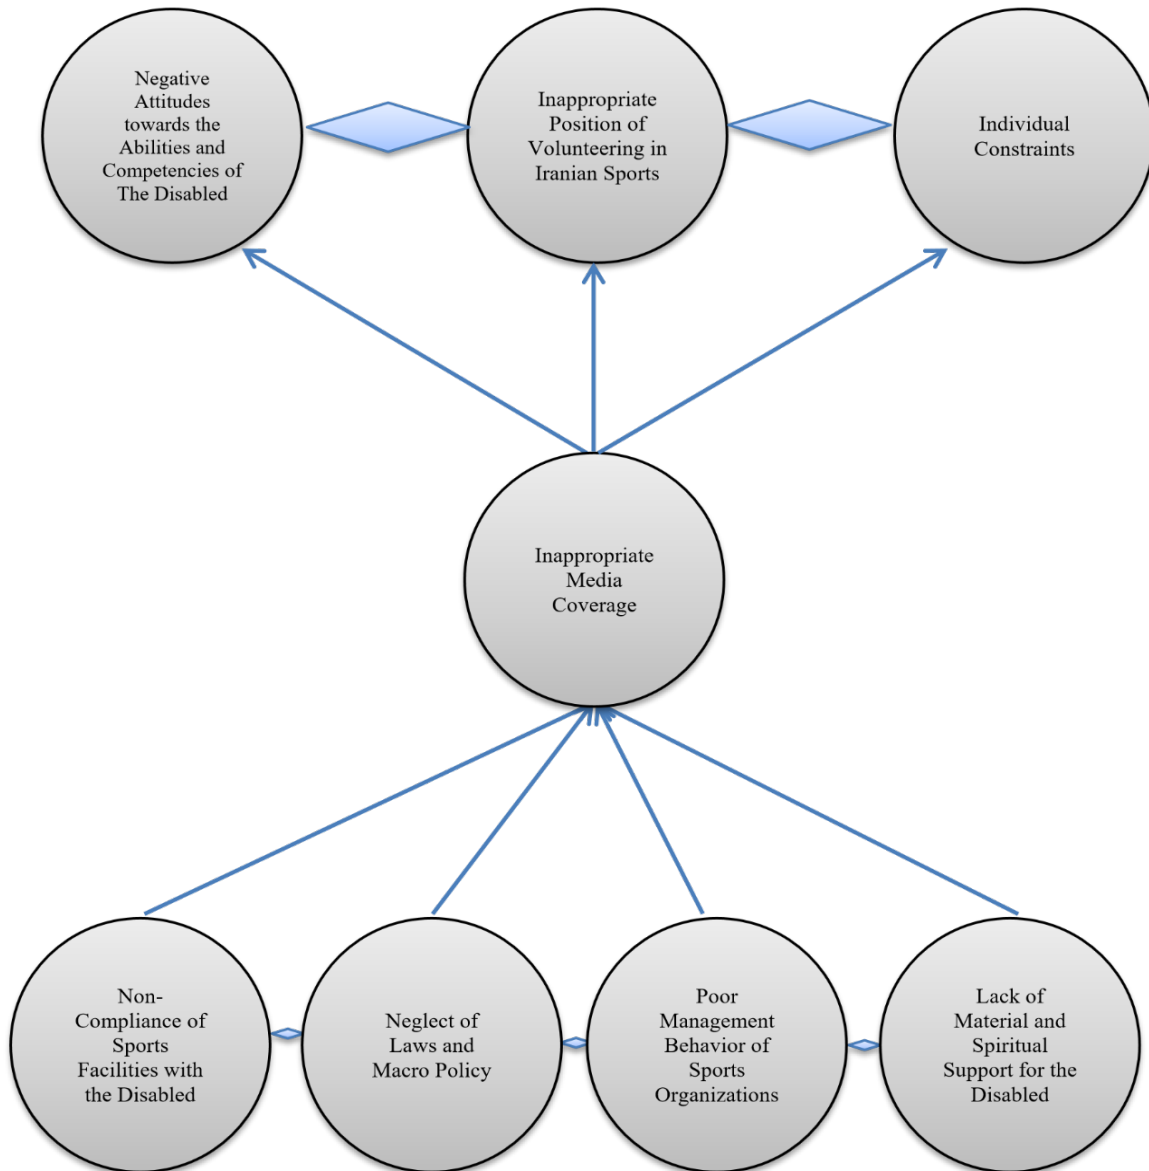 Negative
Attitudes
towards the
Abilities and
Competencies of
The Disabled
Inappropriate
Position of
Volunteering in
Iranian Sports
Individual
Constraints
Inappropriate
Media
Coverage
Non-
Compliance of
Sports
Facilities with
the Disabled
Neglect of
Laws and
Macro Policy
Poor
Management
Behavior of
Sports
Organizations
Lack of
Material and
Spiritual
Support for the
Disabled